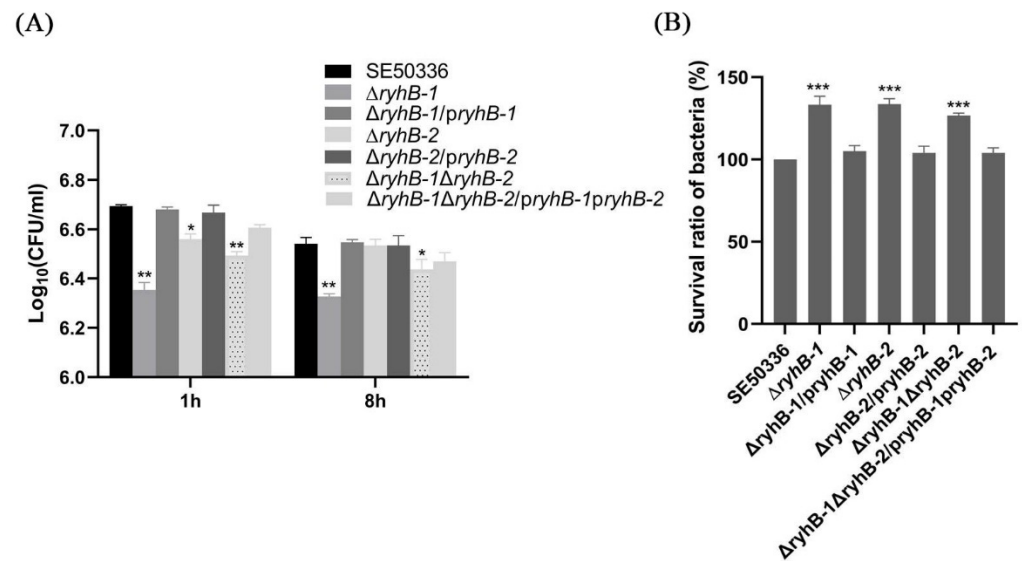 (A)
SE50336
ΔryhB-1
ΔryhB-1/pryhB-1
ΔryhB-2
ΔryhB-2/pryhB-2
ΔryhB-1ΔryhB-2
ΔryhB-1ΔryhB-2/pryhB-1pryhB-2
Log10(CFU/ml)
7.0
6.8
6.6
6.4
6.2
6.0
**
*
**
**
*
1h
8h
(B)
Survival ratio of bacteria (%)
150
100
50
0
***
***
***
SE50336
ΔryhB-1
ΔryhB-1/pryhB-1
ΔryhB-2
ΔryhB-2/pryhB-2
ΔryhB-1ΔryhB-2
ΔryhB-1ΔryhB-2/pryhB-1pryhB-2